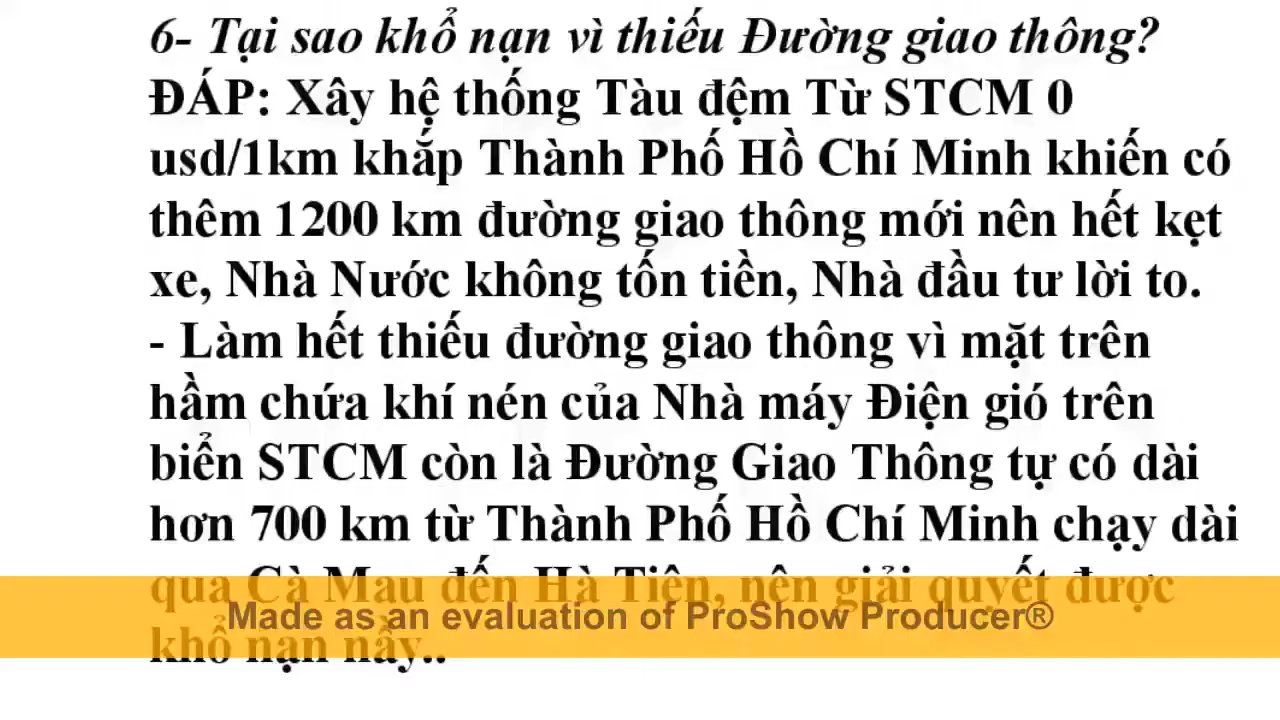 6- Tại sao khổ nạn vì thiếu Đường giao thông?
ĐÁP: Xây hệ thống Tàu đệm Từ STCM 0
usd/1km khắp Thành Phố Hồ Chí Minh khiến có
thêm 1200 km đường giao thông mới nên hết kẹt
xe, Nhà Nước không tốn tiền, Nhà đầu tư lời to.
- Làm hết thiếu đường giao thông vì mặt trên
hầm chứa khí nén của Nhà máy Điện gió trên
biển STCM còn là Đường Giao Thông tự có dài
hơn 700 km từ Thành Phố Hồ Chí Minh chạy dài
qua Cà Mau đến Hà Tiên, nên giải quyết được
Made as an evaluation of ProShow Producer®
khổ nạn nầy..